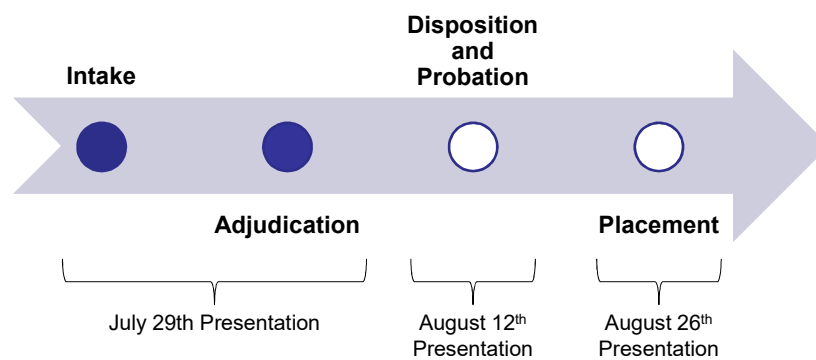 Disposition
and
Probation
Intake
Adjudication
Placement
July 29th Presentation
August 12th
Presentation
August 26th
Presentation